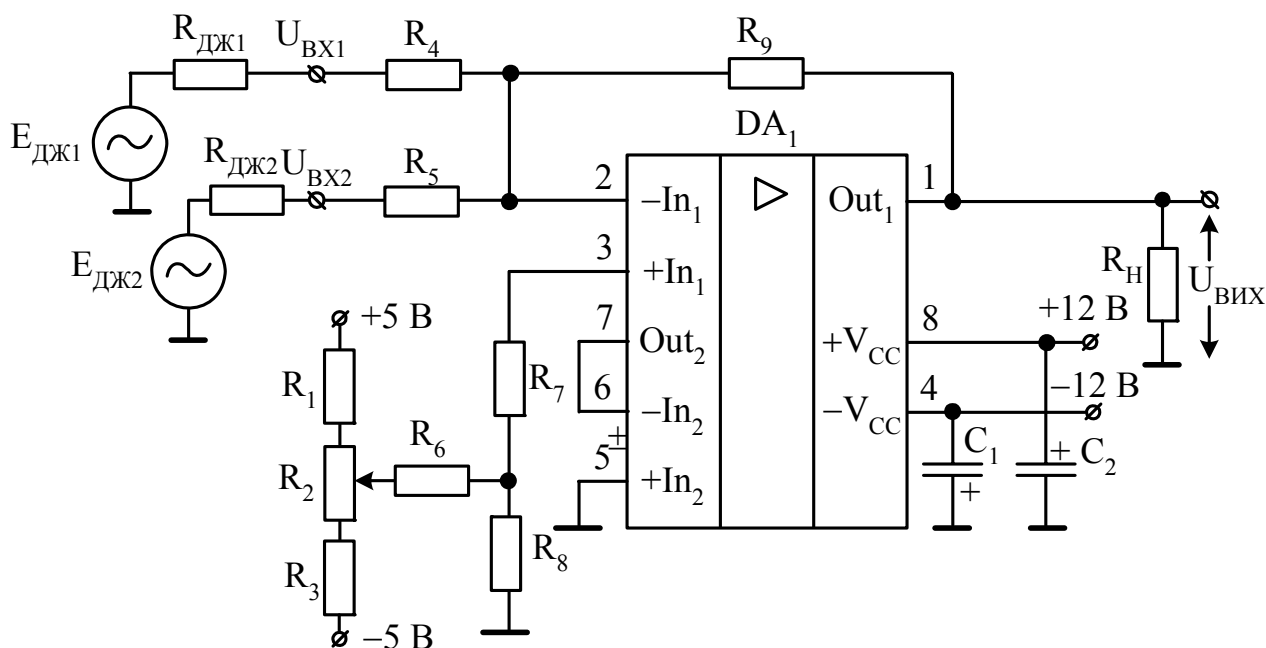 R_ДЖ1 U_ВХ1 R_4 R_9
E_ДЖ1 DA_1
R_ДЖ2 U_ВХ2 R_5 2 −In_1 Out_1 1
E_ДЖ2 3 +In_1 R_Н U_ВИХ
+5 В 7 Out_2 +V_CC 8 +12 В
R_1 R_7 6 −In_2 −V_CC 4 −12 В
R_2 R_6 5 ± +In_2 C_1 + + C_2
R_3 R_8
−5 В